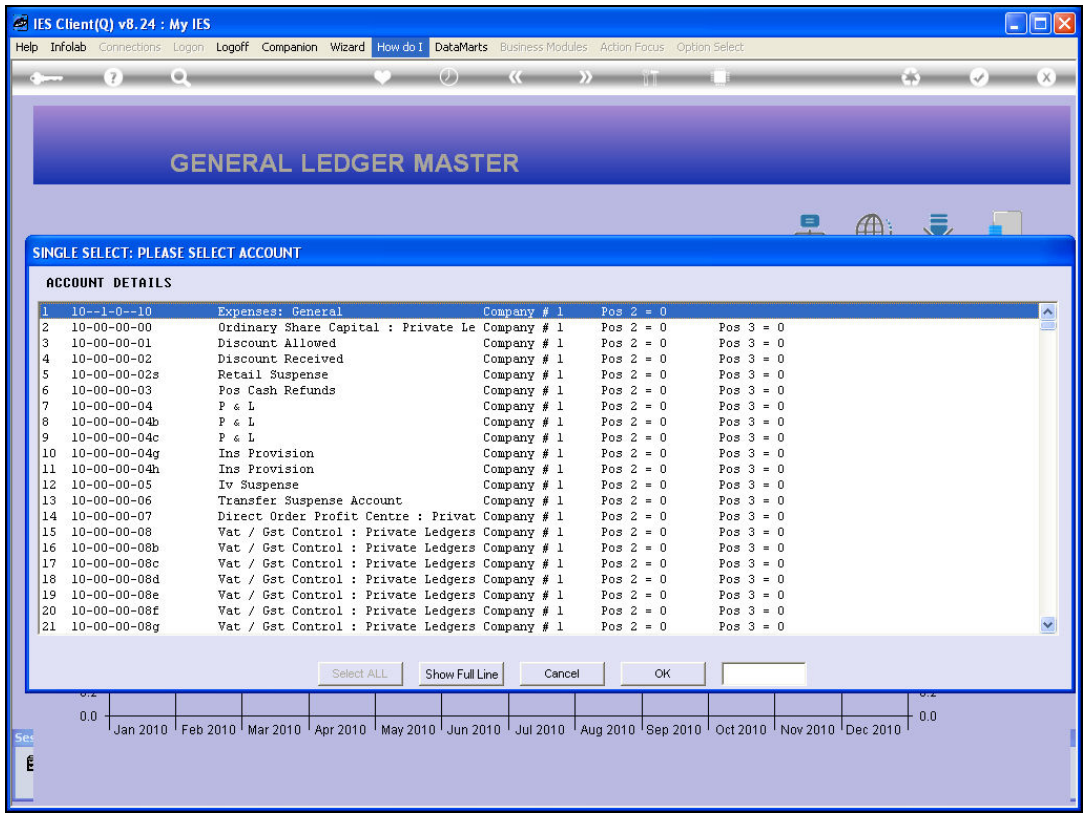 IES Client(Q) v8.24 : My IES
Help Infolab Connections Logon Logoff Companion Wizard How do I DataMarts Business Modules Action Focus Option Select
GENERAL LEDGER MASTER
SINGLE SELECT: PLEASE SELECT ACCOUNT
ACCOUNT DETAILS
1 10--1-0--10 Expenses: General Company # 1 Pos 2 = 0
2 10-00-00-00 Ordinary Share Capital : Private Le Company # 1 Pos 2 = 0 Pos 3 = 0
3 10-00-00-01 Discount Allowed Company # 1 Pos 2 = 0 Pos 3 = 0
4 10-00-00-02 Discount Received Company # 1 Pos 2 = 0 Pos 3 = 0
5 10-00-00-02s Retail Suspense Company # 1 Pos 2 = 0 Pos 3 = 0
6 10-00-00-03 Pos Cash Refunds Company # 1 Pos 2 = 0 Pos 3 = 0
7 10-00-00-04 P & L Company # 1 Pos 2 = 0 Pos 3 = 0
8 10-00-00-04b P & L Company # 1 Pos 2 = 0 Pos 3 = 0
9 10-00-00-04c P & L Company # 1 Pos 2 = 0 Pos 3 = 0
10 10-00-00-04g Ins Provision Company # 1 Pos 2 = 0 Pos 3 = 0
11 10-00-00-04h Ins Provision Company # 1 Pos 2 = 0 Pos 3 = 0
12 10-00-00-05 Iv Suspense Company # 1 Pos 2 = 0 Pos 3 = 0
13 10-00-00-06 Transfer Suspense Account Company # 1 Pos 2 = 0 Pos 3 = 0
14 10-00-00-07 Direct Order Profit Centre : Privat Company # 1 Pos 2 = 0 Pos 3 = 0
15 10-00-00-08 Vat / Gst Control : Private Ledgers Company # 1 Pos 2 = 0 Pos 3 = 0
16 10-00-00-08b Vat / Gst Control : Private Ledgers Company # 1 Pos 2 = 0 Pos 3 = 0
17 10-00-00-08c Vat / Gst Control : Private Ledgers Company # 1 Pos 2 = 0 Pos 3 = 0
18 10-00-00-08d Vat / Gst Control : Private Ledgers Company # 1 Pos 2 = 0 Pos 3 = 0
19 10-00-00-08e Vat / Gst Control : Private Ledgers Company # 1 Pos 2 = 0 Pos 3 = 0
20 10-00-00-08f Vat / Gst Control : Private Ledgers Company # 1 Pos 2 = 0 Pos 3 = 0
21 10-00-00-08g Vat / Gst Control : Private Ledgers Company # 1 Pos 2 = 0 Pos 3 = 0
Select ALL Show Full Line Cancel OK
0.2 0.2
0.0 0.0
Jan 2010 Feb 2010 Mar 2010 Apr 2010 May 2010 Jun 2010 Jul 2010 Aug 2010 Sep 2010 Oct 2010 Nov 2010 Dec 2010